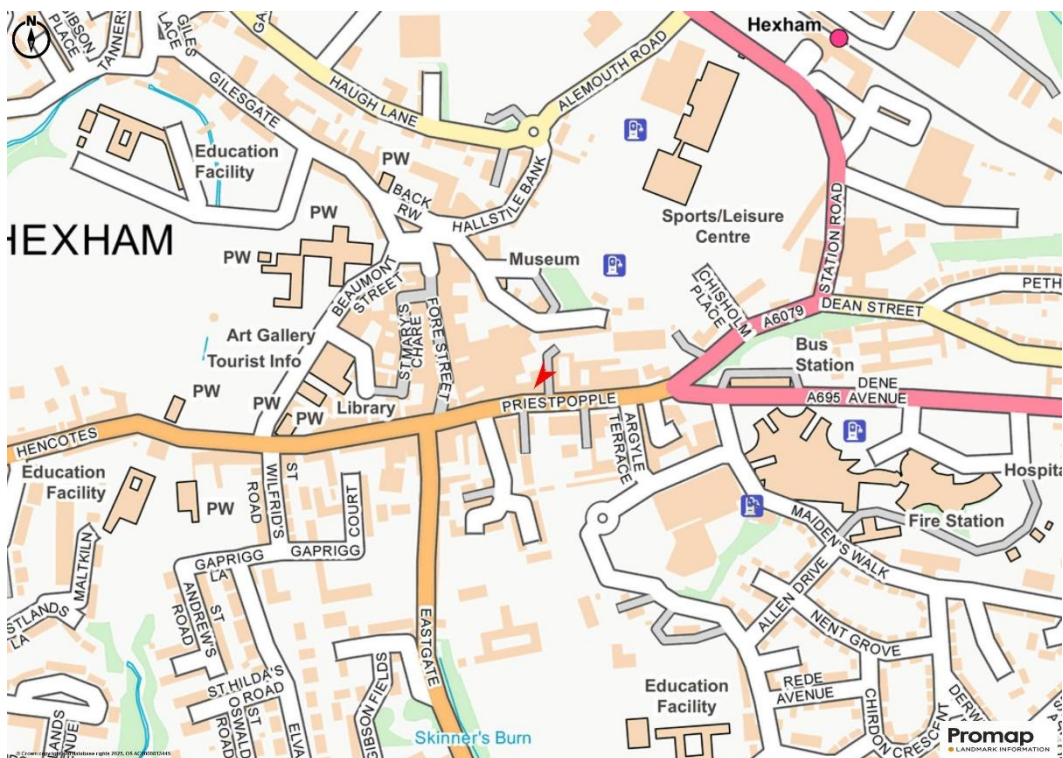 GIBSON
PLACE
TANNERS
GILES
PLACE
GILESGATE
HAUGH LANE
ALEMOUTH ROAD
Hexham
Education
Facility
PW
BACK
RW
HALLSTILE BANK
Sports/Leisure
Centre
STATION ROAD
HEXHAM
PW
PW
BEAUMONT
STREET
Museum
CHISHOLM
PLACE
A6079
DEAN STREET
PETH
Art Gallery
Tourist Info
ST MARY'S
CHARE
FORE STREET
Bus
Station
DENE
AVENUE
A695
PRIESTPOPPLE
PW
PW
PW
Library
HENCOTES
ARGYLE
TERRACE
Education
Facility
ST
WILFRID'S
ROAD
PW
Hospita
Fire Station
MAIDEN'S WALK
GAPRIGG
COURT
GAPRIGG
LA
MALTKILN
ST
ANDREW'S
ROAD
ALLEN DRIVE
NENT GROVE
EASTGATE
ST HILDA'S
ROAD
ST
OSWALD
ROAD
ELVA
GIBSON FIELDS
REDE
AVENUE
CHIRDON
CRESCENT
DERW
Education
Facility
Skinner's Burn
Promap
LANDMARK INFORMATION